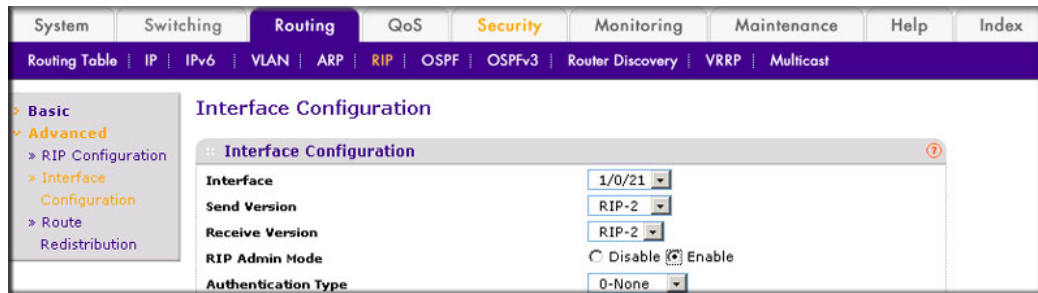 System Switching Routing QoS Security Monitoring Maintenance Help Index
Routing Table IP IPv6 VLAN ARP RIP OSPF OSPFv3 Router Discovery VRRP Multicast
Basic
Advanced
» RIP Configuration
» Interface
Configuration
» Route
Redistribution
Interface Configuration
Interface Configuration ?
Interface 1/0/21
Send Version RIP-2
Receive Version RIP-2
RIP Admin Mode Disable Enable
Authentication Type 0-None